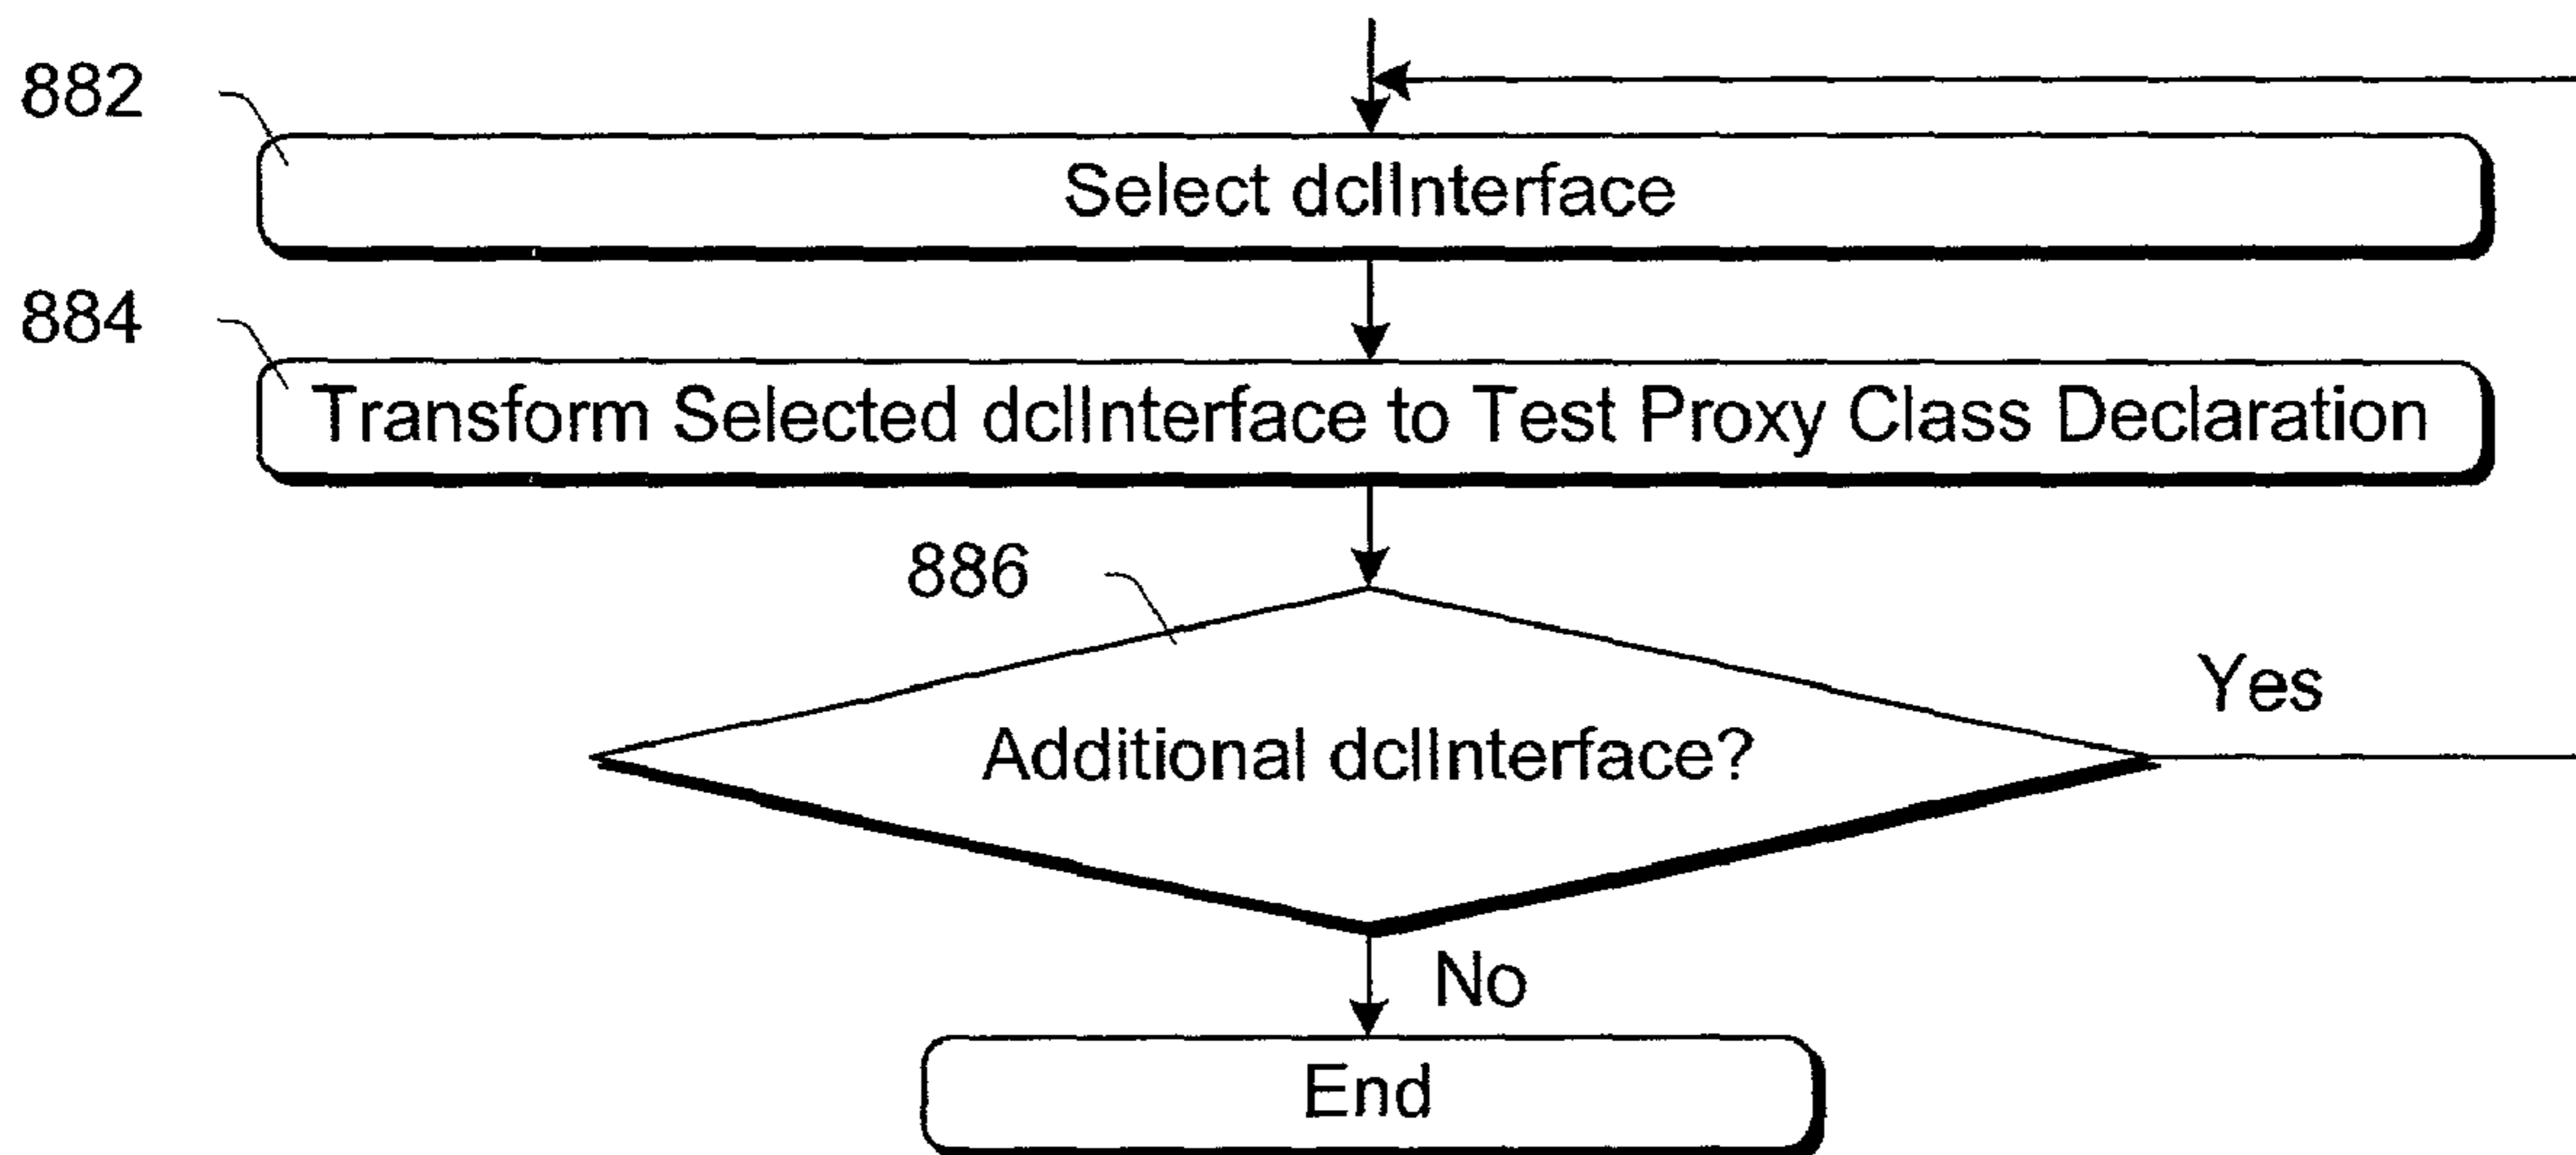 882
Select dclInterface
884
Transform Selected dclInterface to Test Proxy Class Declaration
886
Yes
Additional dclInterface?
No
End